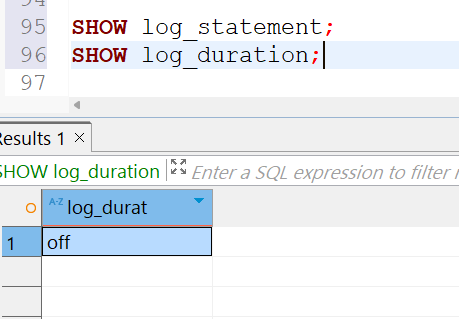 94
95 SHOW log_statement;
96 SHOW log_duration;
97
Results 1 ×
SHOW log_duration Enter a SQL expression to filter
A-Z log_durat
1 off